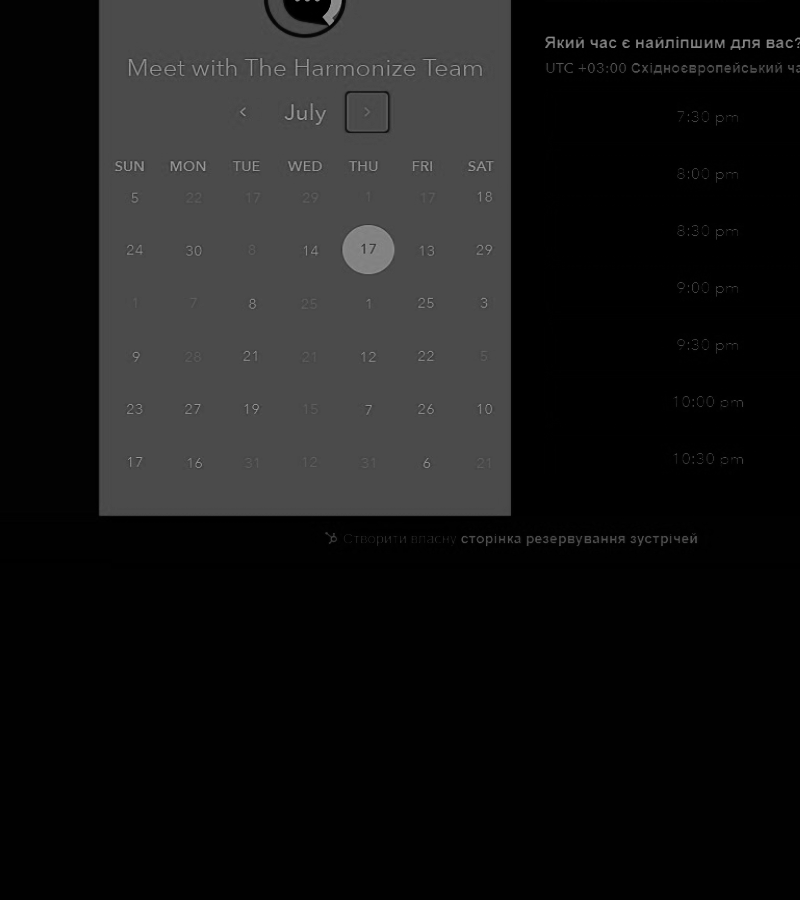 Meet with The Harmonize Team
July
SUN MON TUE WED THU FRI SAT
5 22 17 29 1 17 18
24 30 8 14 17 13 29
1 7 8 25 1 25 3
9 28 21 21 12 22 5
23 27 19 15 7 26 10
17 16 31 12 31 6 21
Який час є найліпшим для вас?
UTC +03:00 Східноєвропейський ча
7:30 pm
8:00 pm
8:30 pm
9:00 pm
9:30 pm
10:00 pm
10:30 pm
Створити власну сторінка резервування зустрічей